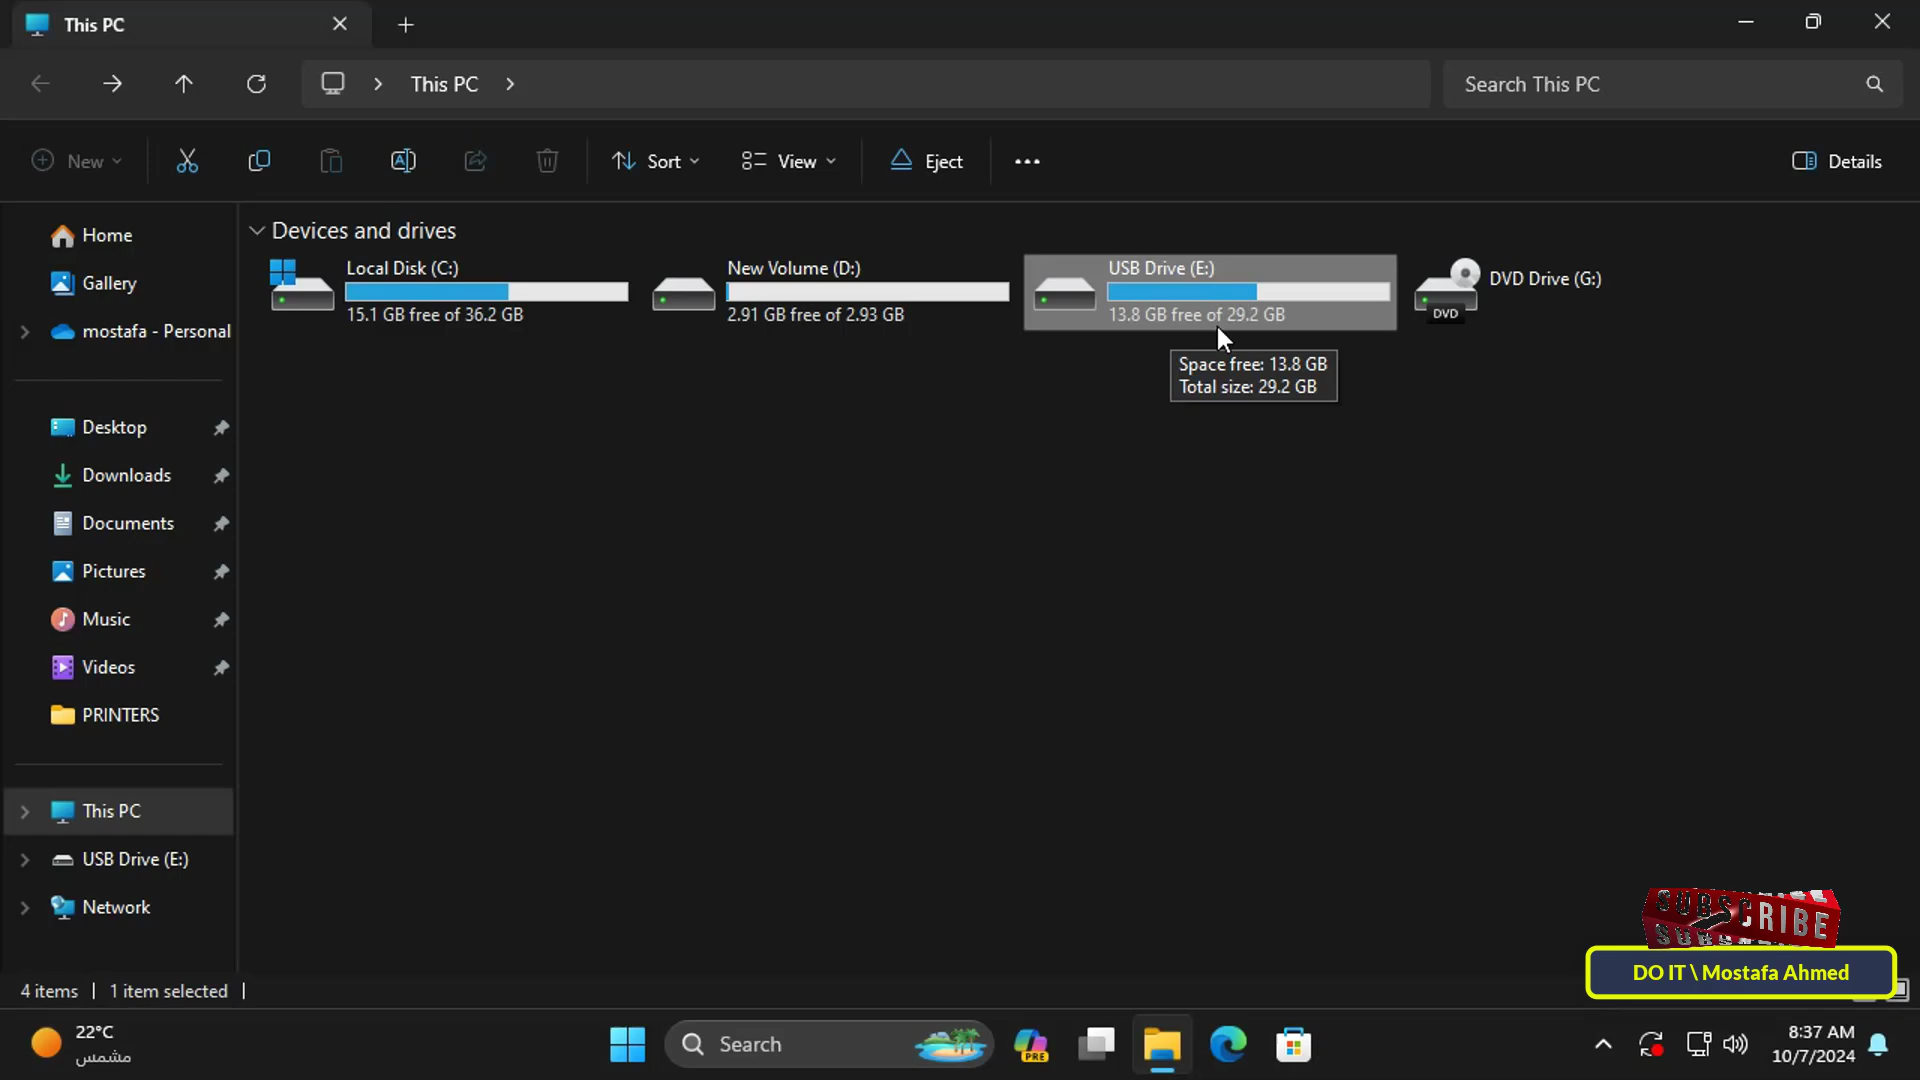 This PC
This PC
Search This PC
New
Sort
View
Eject
Details
Home
Gallery
mostafa - Personal
Desktop
Downloads
Documents
Pictures
Music
Videos
PRINTERS
This PC
USB Drive (E:)
Network
Devices and drives
Local Disk (C:)
15.1 GB free of 36.2 GB
New Volume (D:)
2.91 GB free of 2.93 GB
USB Drive (E:)
13.8 GB free of 29.2 GB
DVD Drive (G:)
DVD
Space free: 13.8 GB
Total size: 29.2 GB
SUBSCRIBE
DO IT \ Mostafa Ahmed
4 items
1 item selected
22°C
مشمس
Search
PRE
8:37 AM
10/7/2024